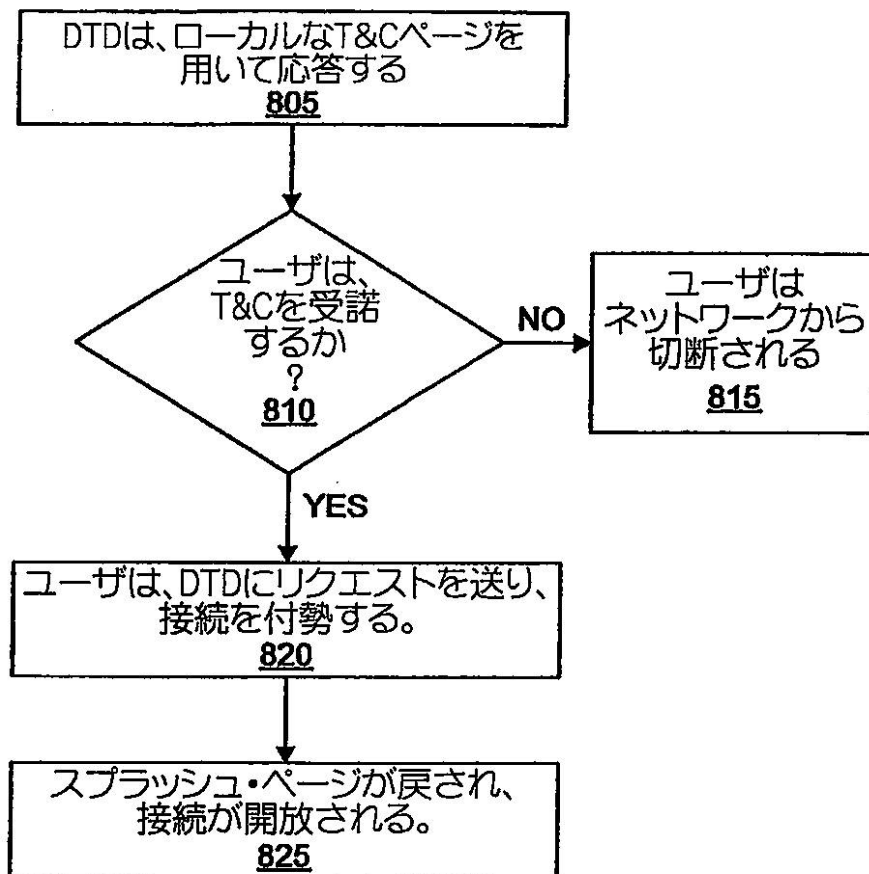 DTDは、ローカルなT&Cページを
用いて応答する
805
ユーザは、
T&Cを受諾
するか
?
810
NO
ユーザは
ネットワークから
切断される
815
YES
ユーザは、DTDにリクエストを送り、
接続を付勢する。
820
スプラッシュ・ページが戻され、
接続が開放される。
825